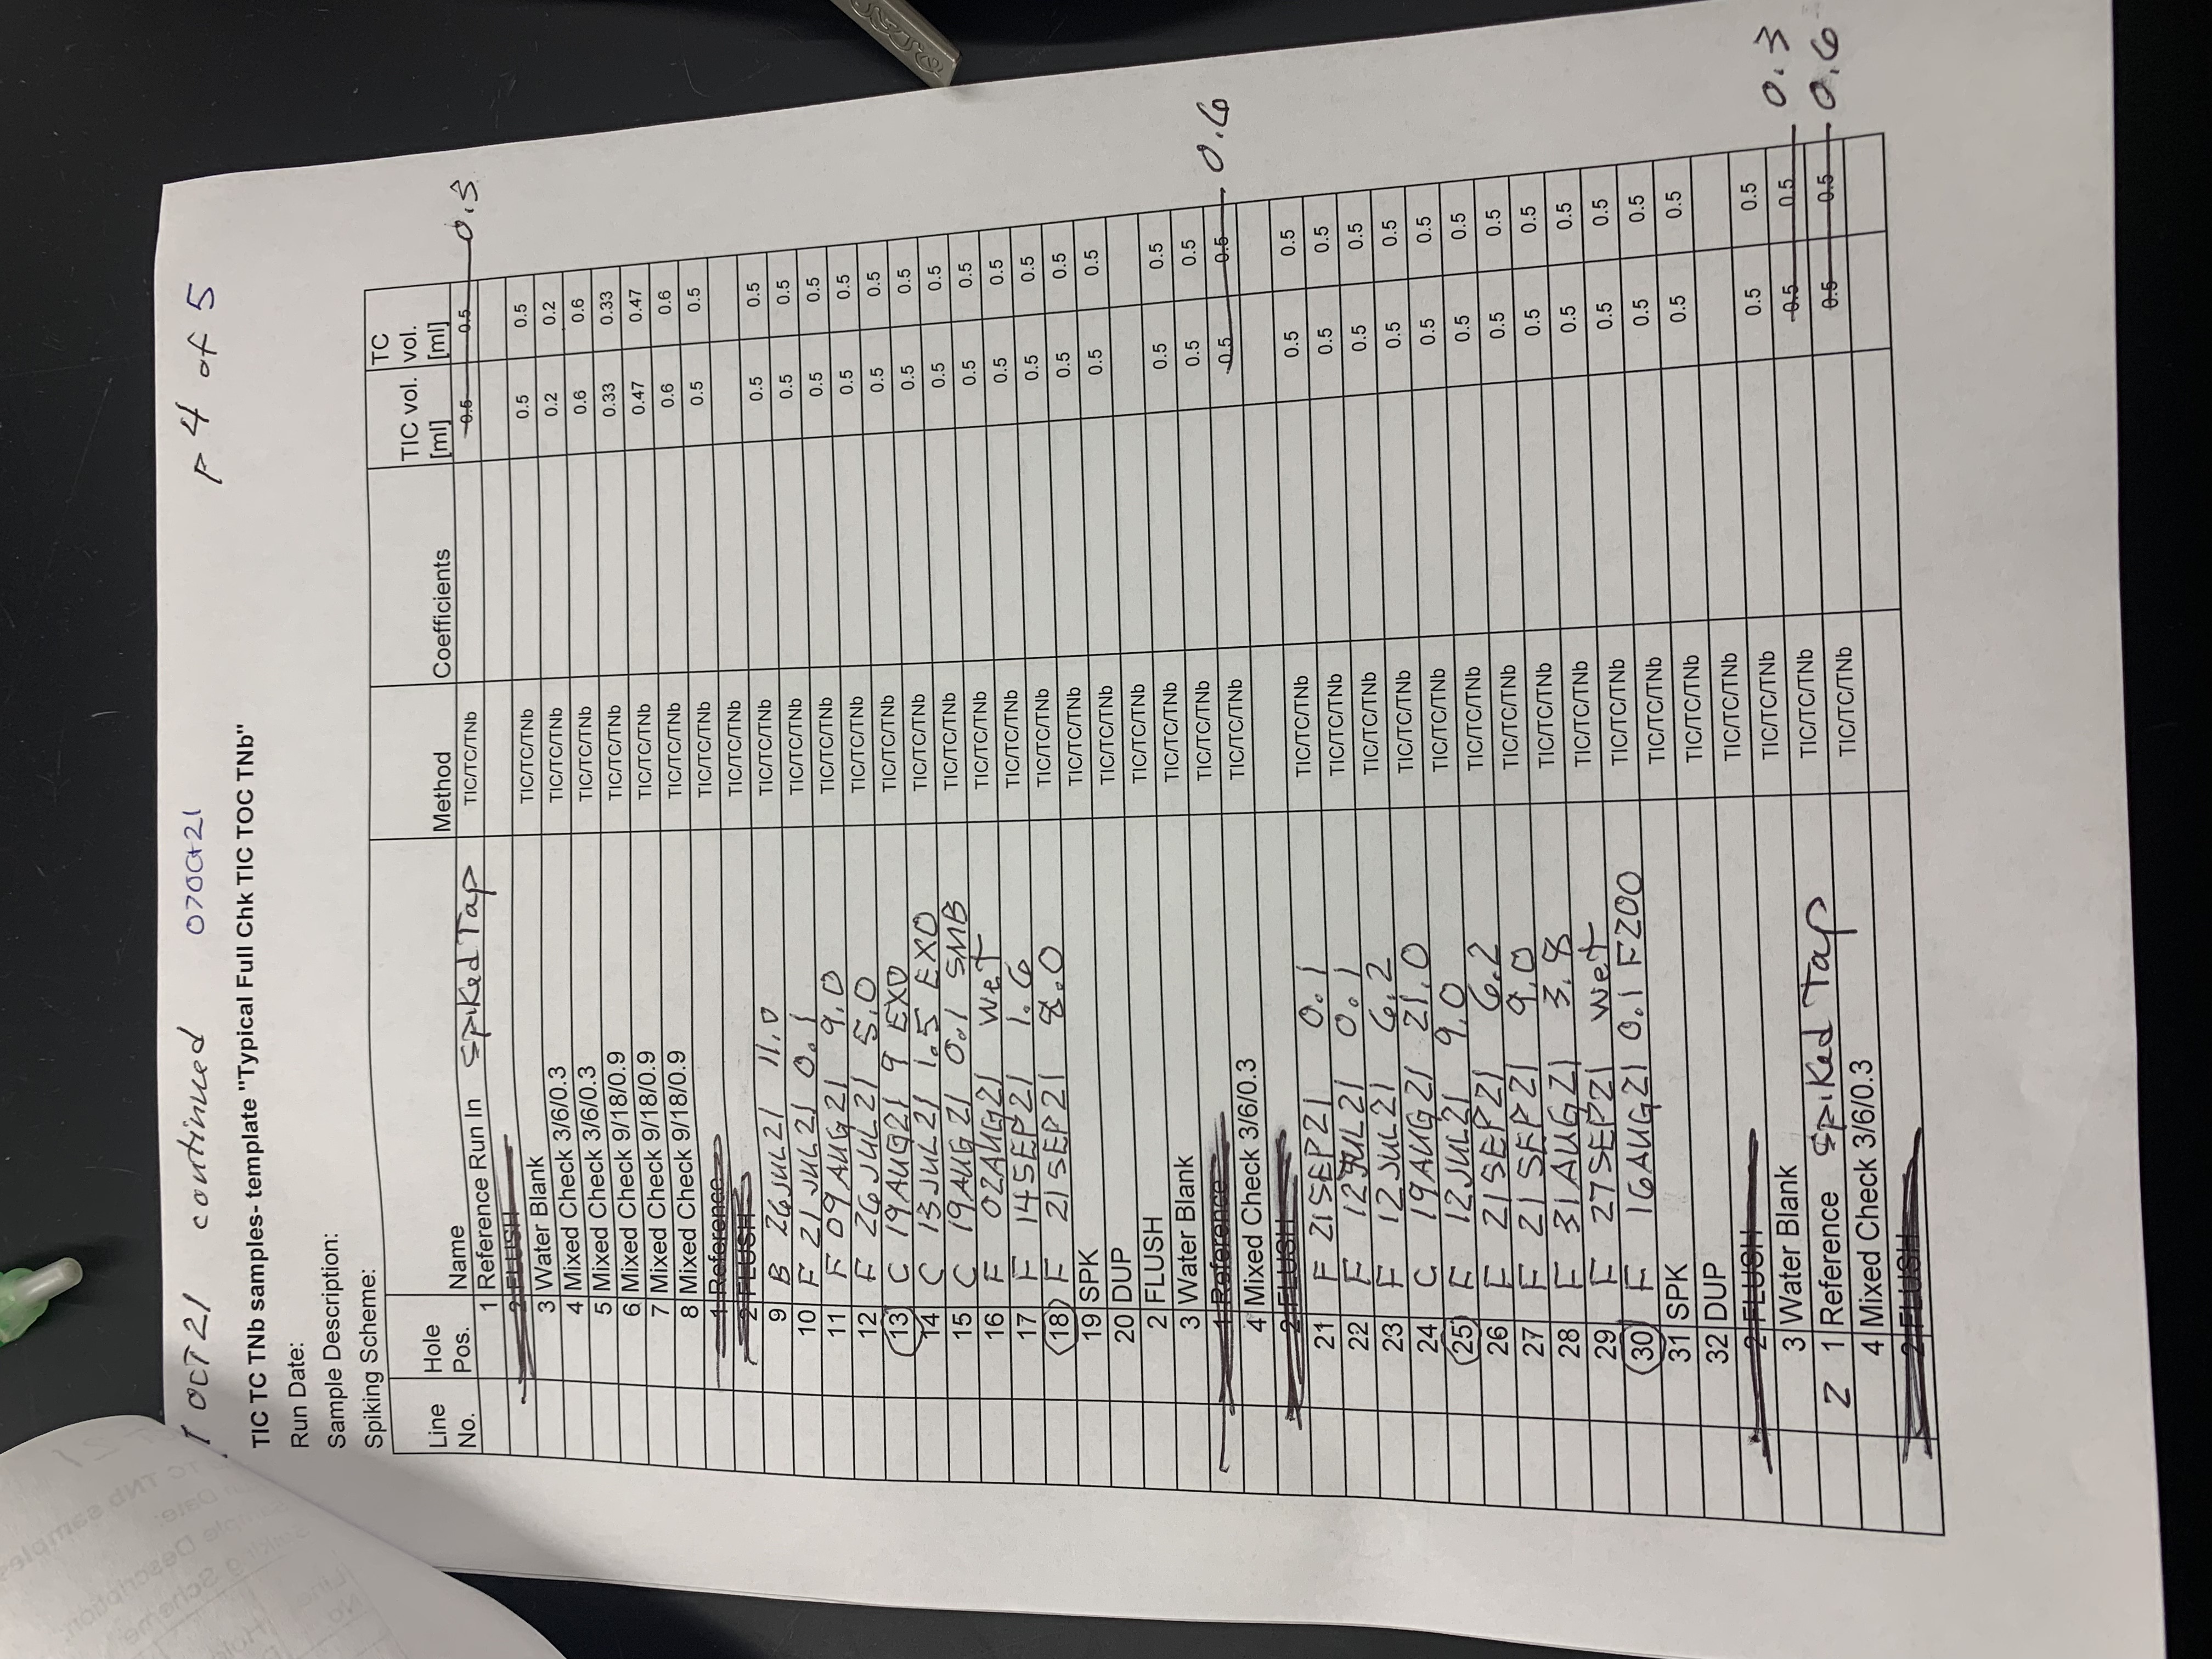 1 OCT 21 continued 07Oct21 p 4 of 5
TIC TC TNb samples- template "Typical Full Chk TIC TOC TNb"
Run Date:
Sample Description:
Spiking Scheme:
Line No. Hole Pos. Name Method Coefficients TIC vol. [ml] TC vol. [ml]
1 Reference Run In Spiked Tap TIC/TC/TNb 0.5 0.5 0.3
2 FLUSH
3 Water Blank TIC/TC/TNb 0.5 0.5
4 Mixed Check 3/6/0.3 TIC/TC/TNb 0.2 0.2
5 Mixed Check 3/6/0.3 TIC/TC/TNb 0.6 0.6
6 Mixed Check 9/18/0.9 TIC/TC/TNb 0.33 0.33
7 Mixed Check 9/18/0.9 TIC/TC/TNb 0.47 0.47
8 Mixed Check 9/18/0.9 TIC/TC/TNb 0.6 0.6
1 Reference TIC/TC/TNb 0.5 0.5
2 FLUSH TIC/TC/TNb
9 B 26JUL21 11.0 TIC/TC/TNb 0.5 0.5
10 F 21JUL21 0.1 TIC/TC/TNb 0.5 0.5
11 F 09AUG21 9.0 TIC/TC/TNb 0.5 0.5
12 F 26JUL21 5.0 TIC/TC/TNb 0.5 0.5
13 C 19AUG21 9 EXO TIC/TC/TNb 0.5 0.5
14 C 13JUL21 1.5 EXO TIC/TC/TNb 0.5 0.5
15 C 19AUG21 0.1 SMB TIC/TC/TNb 0.5 0.5
16 F 02AUG21 wet TIC/TC/TNb 0.5 0.5
17 F 14SEP21 1.6 TIC/TC/TNb 0.5 0.5
18 F 21SEP21 8.0 TIC/TC/TNb 0.5 0.5
19 SPK TIC/TC/TNb 0.5 0.5
20 DUP TIC/TC/TNb 0.5 0.5
2 FLUSH TIC/TC/TNb
3 Water Blank TIC/TC/TNb 0.5 0.5
1 Reference TIC/TC/TNb 0.5 0.5
4 Mixed Check 3/6/0.3 TIC/TC/TNb 0.5 0.5 0.6
2 FLUSH
21 F 21SEP21 0.1 TIC/TC/TNb 0.5 0.5
22 F 12JUL21 0.1 TIC/TC/TNb 0.5 0.5
23 F 12JUL21 6.2 TIC/TC/TNb 0.5 0.5
24 C 19AUG21 21.0 TIC/TC/TNb 0.5 0.5
25 F 12JUL21 9.0 TIC/TC/TNb 0.5 0.5
26 F 21SEP21 6.2 TIC/TC/TNb 0.5 0.5
27 F 21SEP21 9.0 TIC/TC/TNb 0.5 0.5
28 F 31AUG21 3.8 TIC/TC/TNb 0.5 0.5
29 F 27SEP21 wet TIC/TC/TNb 0.5 0.5
30 F 16AUG21 0.1 F200 TIC/TC/TNb 0.5 0.5
31 SPK TIC/TC/TNb 0.5 0.5
32 DUP TIC/TC/TNb 0.5 0.5
2 FLUSH TIC/TC/TNb
3 Water Blank TIC/TC/TNb 0.5 0.5
2 1 Reference Spiked Tap TIC/TC/TNb 0.5 0.5 0.3
4 Mixed Check 3/6/0.3 TIC/TC/TNb 0.5 0.5 0.6
2 FLUSH